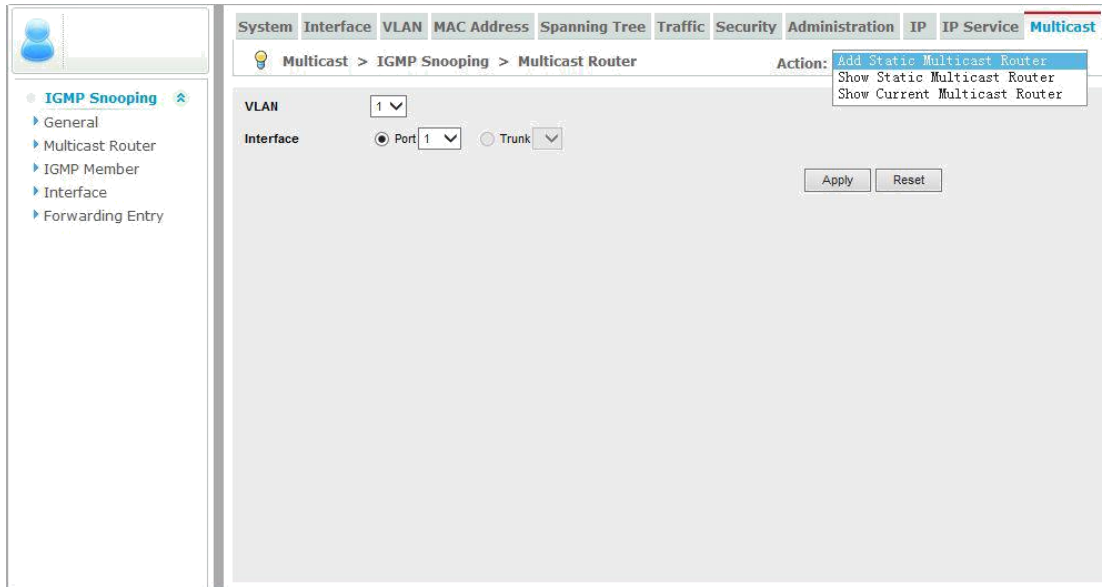 System Interface VLAN MAC Address Spanning Tree Traffic Security Administration IP IP Service Multicast
Multicast > IGMP Snooping > Multicast Router
Action: Add Static Multicast Router
Show Static Multicast Router
Show Current Multicast Router
IGMP Snooping
General
Multicast Router
IGMP Member
Interface
Forwarding Entry
VLAN 1
Interface Port 1 Trunk
Apply Reset